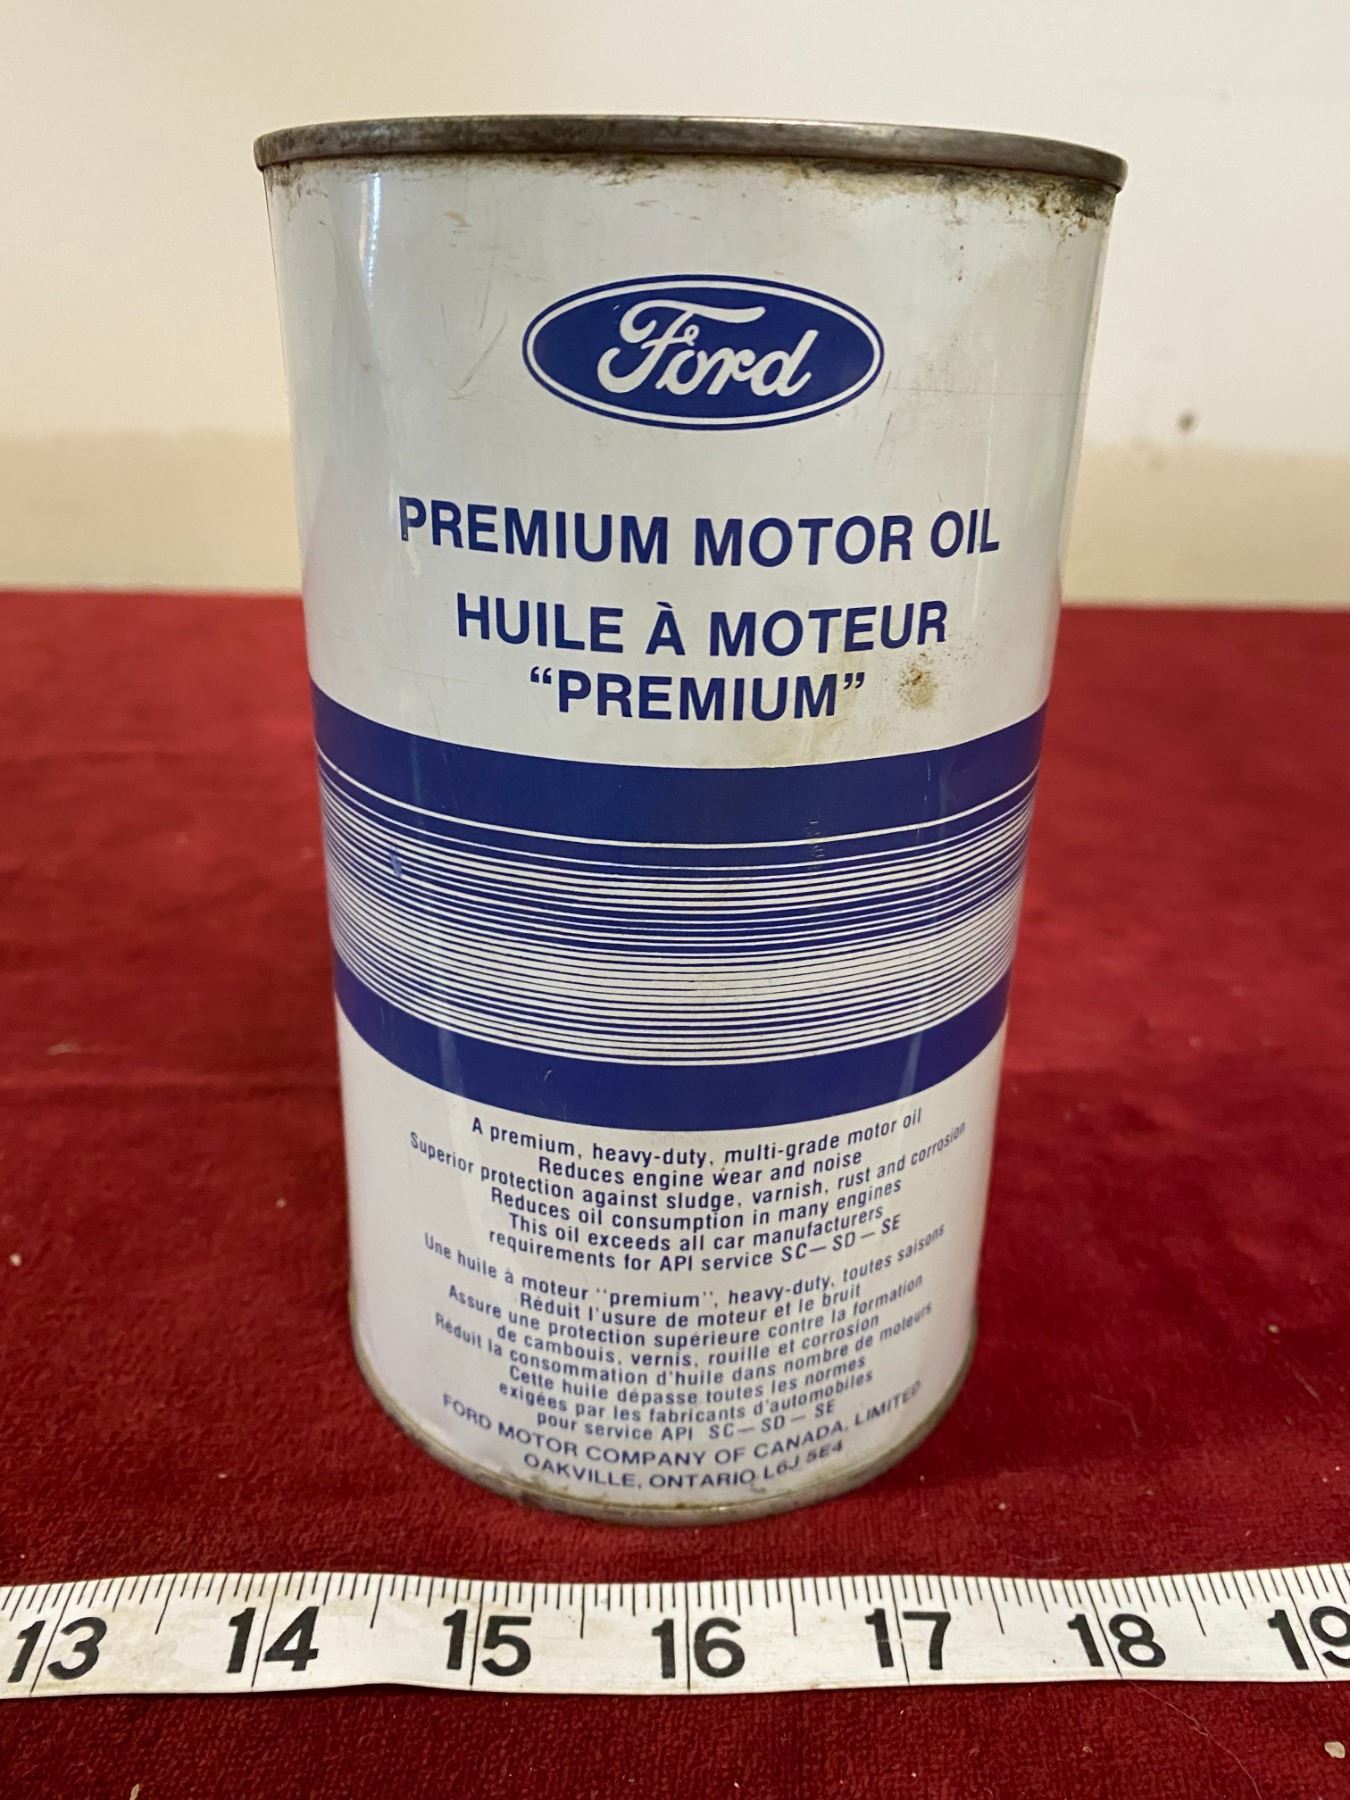 Ford
PREMIUM MOTOR OIL
HUILE À MOTEUR
“PREMIUM”
A premium, heavy-duty, multi-grade motor oil
Reduces engine wear and noise
Superior protection against sludge, varnish, rust and corrosion
Reduces oil consumption in many engines
This oil exceeds all car manufacturers
requirements for API service SC—SD—SE
Une huile à moteur "premium", heavy-duty, toutes saisons
Réduit l'usure de moteur et le bruit
Assure une protection supérieure contre la formation
de cambouis, vernis, rouille et corrosion
Réduit la consommation d'huile dans nombre de moteurs
Cette huile dépasse toutes les normes
exigées par les fabricants d'automobiles
pour service API SC—SD—SE
FORD MOTOR COMPANY OF CANADA, LIMITED
OAKVILLE, ONTARIO L6J 5E4
13 14 15 16 17 18 19